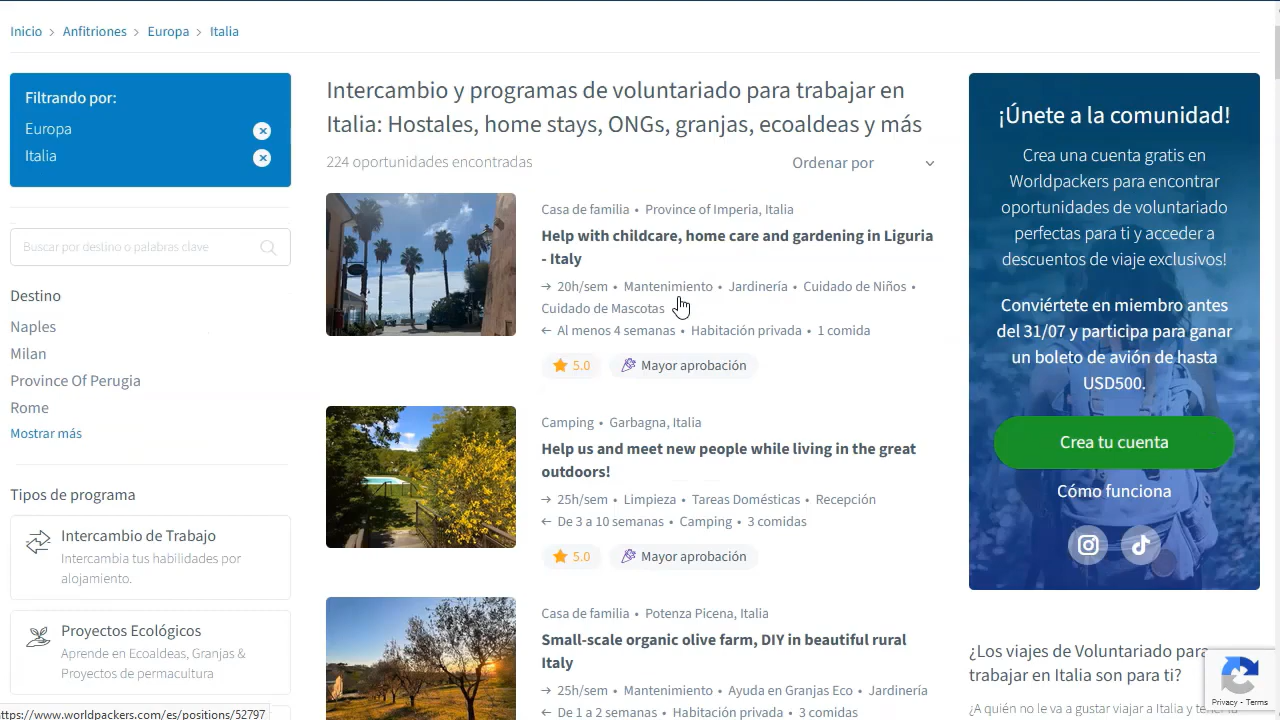 Inicio > Anfitriones > Europa > Italia
Filtrando por:
Europa
Italia
Buscar por destino o palabras clave
Destino
Naples
Milan
Province Of Perugia
Rome
Mostrar más
Tipos de programa
Intercambio de Trabajo
Intercambia tus habilidades por
alojamiento.
Proyectos Ecológicos
Aprende en Ecoaldeas, Granjas &
Proyectos de permacultura
https://www.worldpackers.com/es/positions/52797
Intercambio y programas de voluntariado para trabajar en
Italia: Hostales, home stays, ONGs, granjas, ecoaldeas y más
224 oportunidades encontradas
Ordenar por
Casa de familia • Province of Imperia, Italia
Help with childcare, home care and gardening in Liguria
- Italy
→ 20h/sem • Mantenimiento • Jardinería • Cuidado de Niños •
Cuidado de Mascotas
← Al menos 4 semanas • Habitación privada • 1 comida
5.0 Mayor aprobación
Camping • Garbagna, Italia
Help us and meet new people while living in the great
outdoors!
→ 25h/sem • Limpieza • Tareas Domésticas • Recepción
← De 3 a 10 semanas • Camping • 3 comidas
5.0 Mayor aprobación
Casa de familia • Potenza Picena, Italia
Small-scale organic olive farm, DIY in beautiful rural
Italy
→ 25h/sem • Mantenimiento • Ayuda en Granjas Eco • Jardinería
← De 1 a 2 semanas • Habitación privada • 3 comidas
¡Únete a la comunidad!
Crea una cuenta gratis en
Worldpackers para encontrar
oportunidades de voluntariado
perfectas para ti y acceder a
descuentos de viaje exclusivos!
Conviértete en miembro antes
del 31/07 y participa para ganar
un boleto de avión de hasta
USD500.
Crea tu cuenta
Cómo funciona
¿Los viajes de Voluntariado para
trabajar en Italia son para ti?
¿A quién no le va a gustar viajar a Italia y
Privacy - Terms